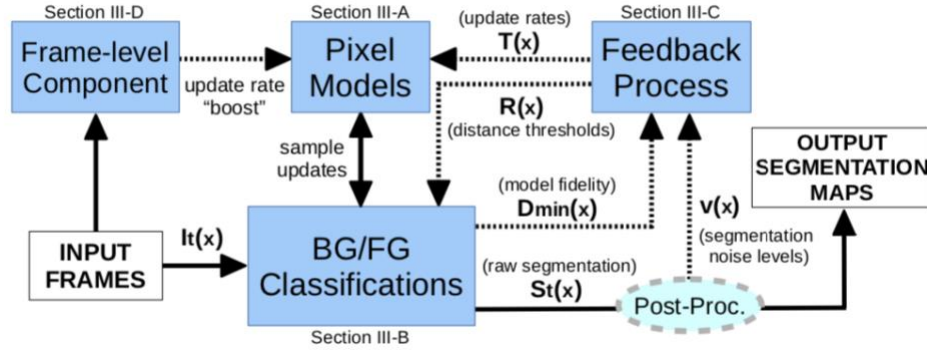 Section III-D
Section III-A
Section III-C
Frame-level
Component
update rate
"boost"
Pixel
Models
(update rates)
T(x)
Feedback
Process
R(x)
(distance thresholds)
sample
updates
(model fidelity)
Dmin(x)
v(x)
(segmentation
noise levels)
OUTPUT
SEGMENTATION
MAPS
INPUT
FRAMES
It(x)
BG/FG
Classifications
(raw segmentation)
St(x)
Post-Proc.
Section III-B